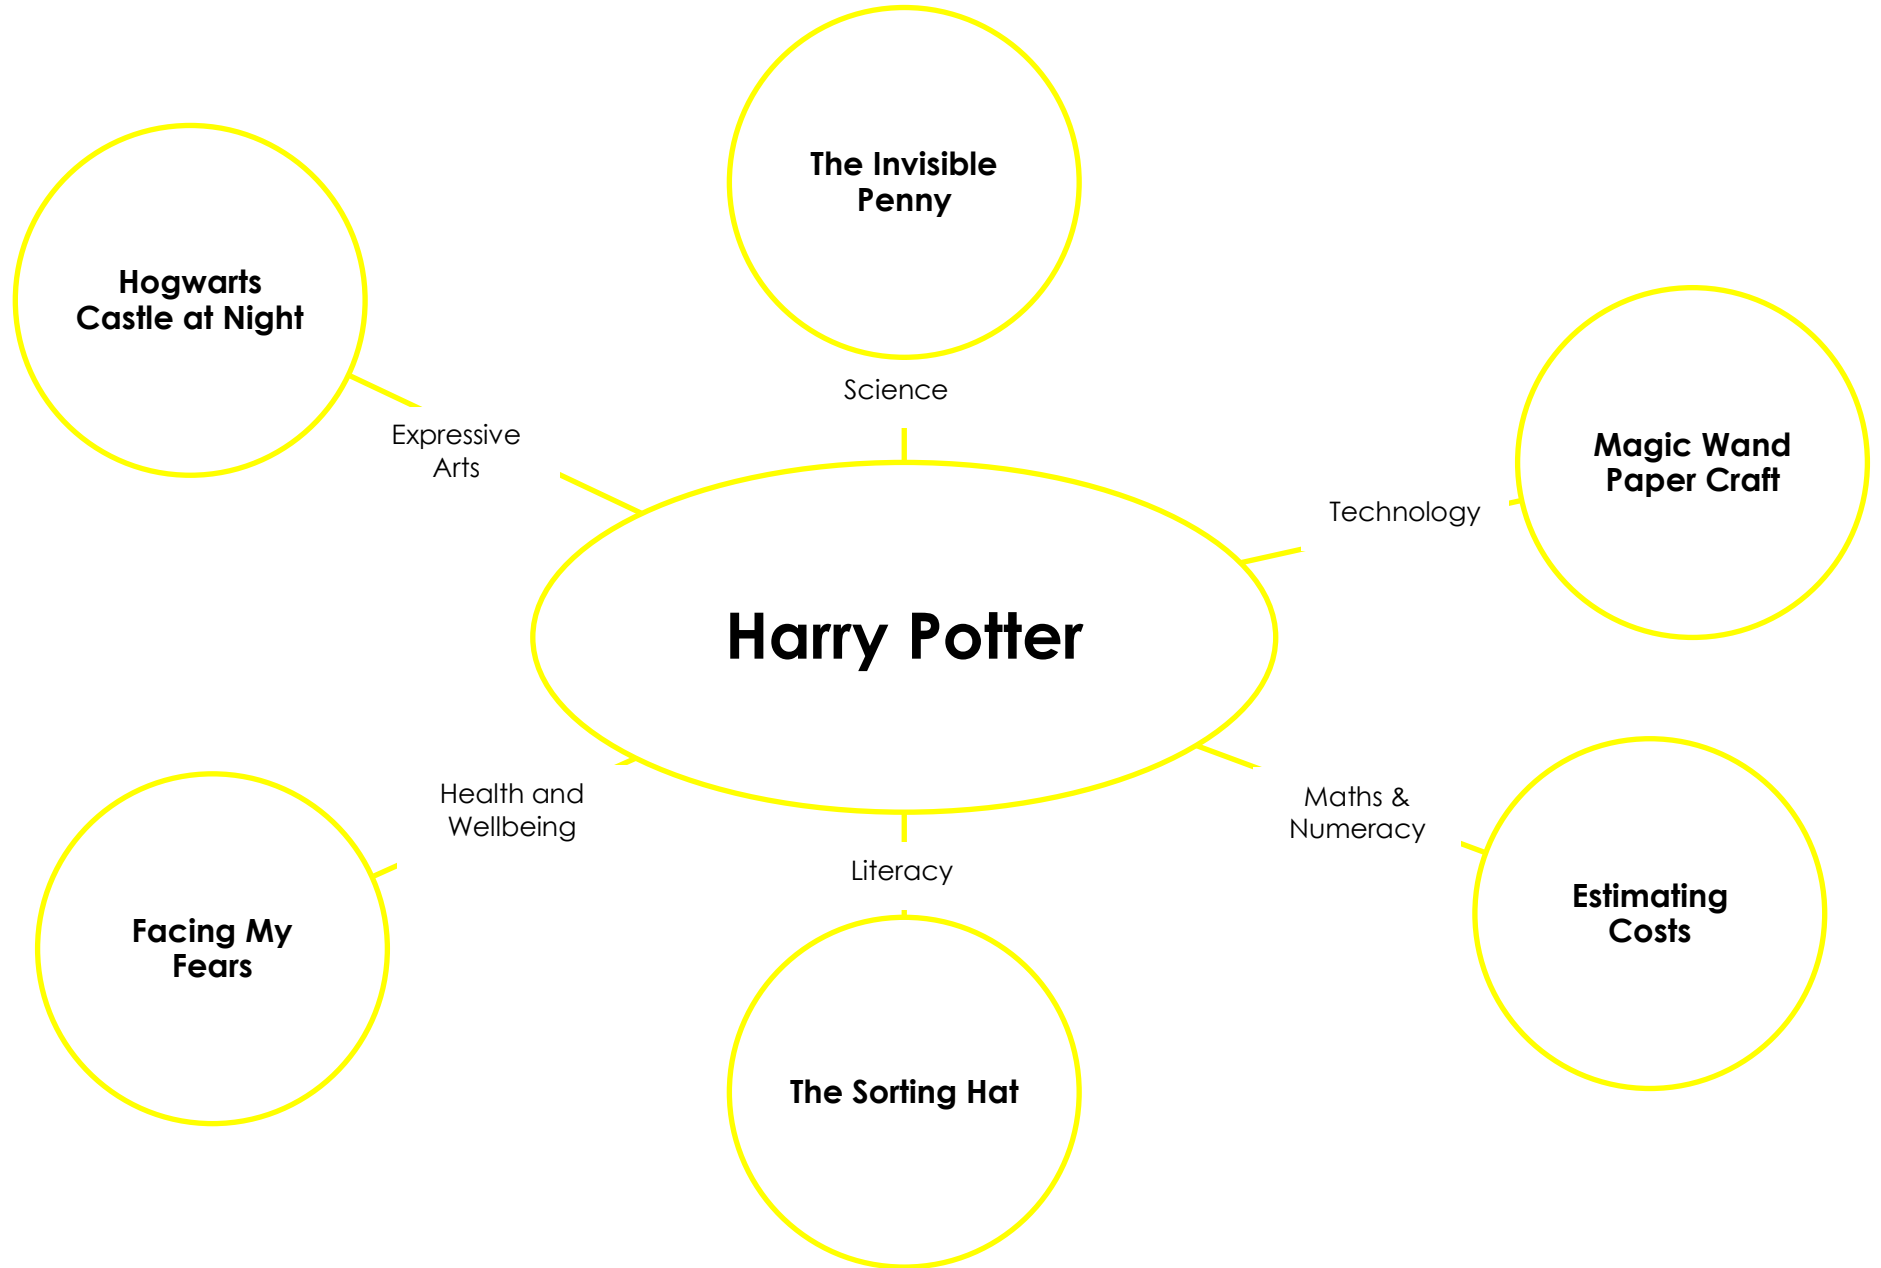 The Invisible
Penny
Hogwarts
Castle at Night
Science
Expressive
Arts
Magic Wand
Paper Craft
Technology
Harry Potter
Health and
Wellbeing
Maths &
Numeracy
Literacy
Estimating
Costs
Facing My
Fears
The Sorting Hat